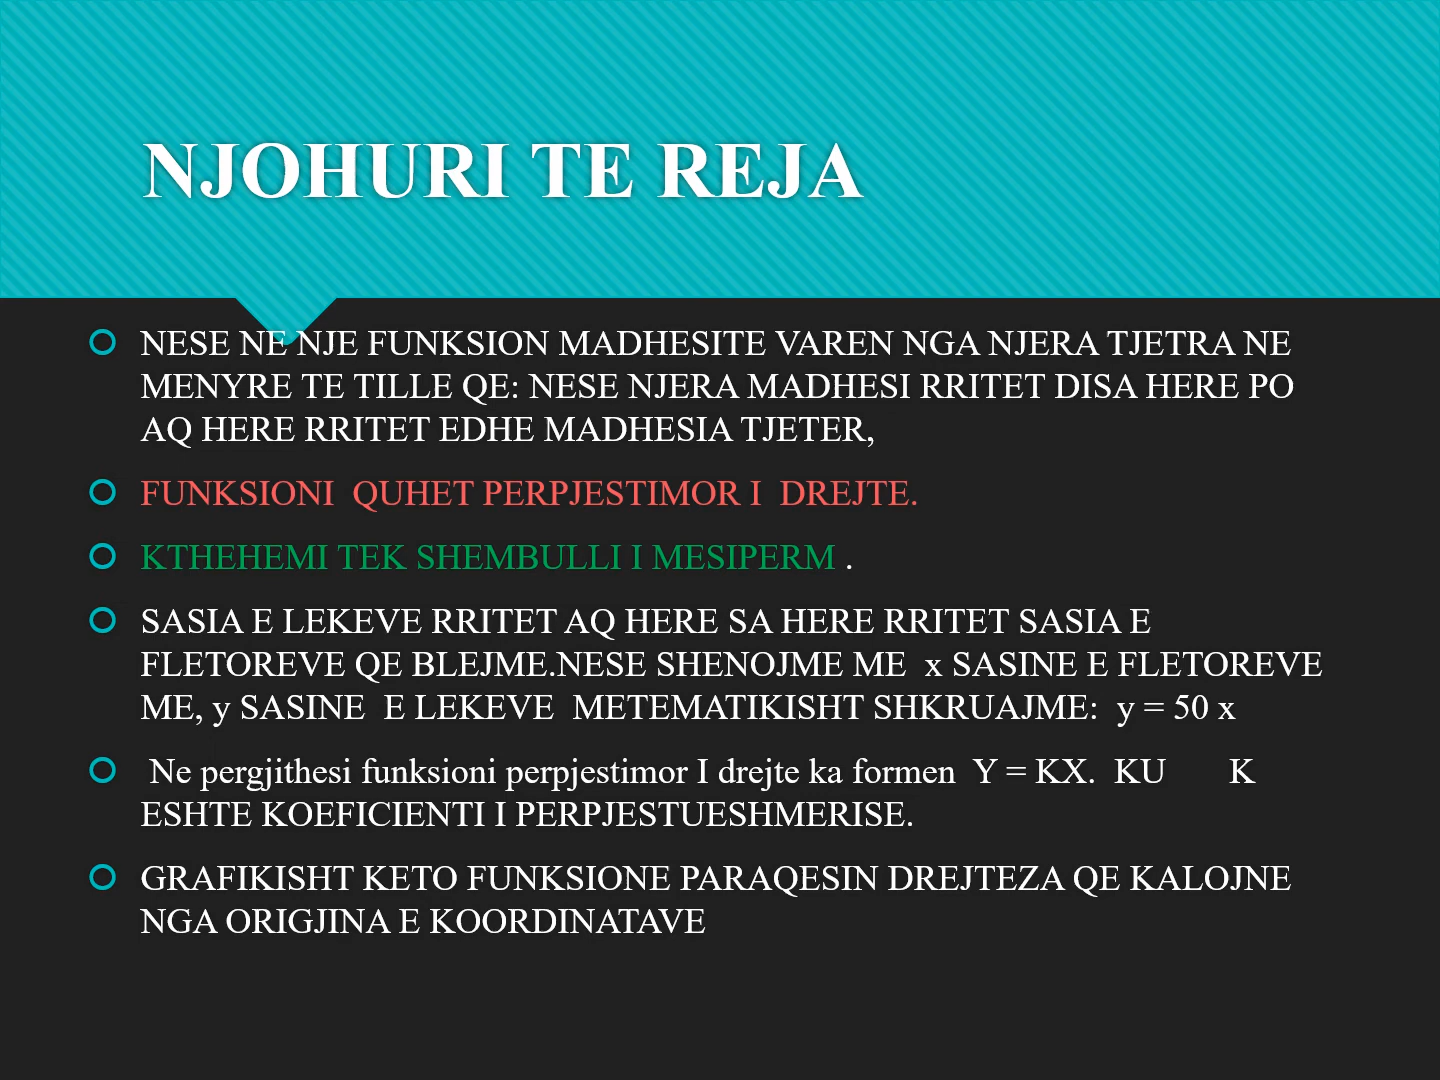 NJOHURI TE REJA
NESE NE NJE FUNKSION MADHESITE VAREN NGA NJERA TJETRA NE
MENYRE TE TILLE QE: NESE NJERA MADHESI RRITET DISA HERE PO
AQ HERE RRITET EDHE MADHESIA TJETER,
FUNKSIONI  QUHET PERPJESTIMOR I  DREJTE.
KTHEHEMI TEK SHEMBULLI I MESIPERM .
SASIA E LEKEVE RRITET AQ HERE SA HERE RRITET SASIA E
FLETOREVE QE BLEJME.NESE SHENOJME ME  x SASINE E FLETOREVE
ME, y SASINE  E LEKEVE  METEMATIKISHT SHKRUAJME:  y = 50 x
Ne pergjithesi funksioni perpjestimor I drejte ka formen  Y = KX.  KU       K
ESHTE KOEFICIENTI I PERPJESTUESHMERISE.
GRAFIKISHT KETO FUNKSIONE PARAQESIN DREJTEZA QE KALOJNE
NGA ORIGJINA E KOORDINATAVE